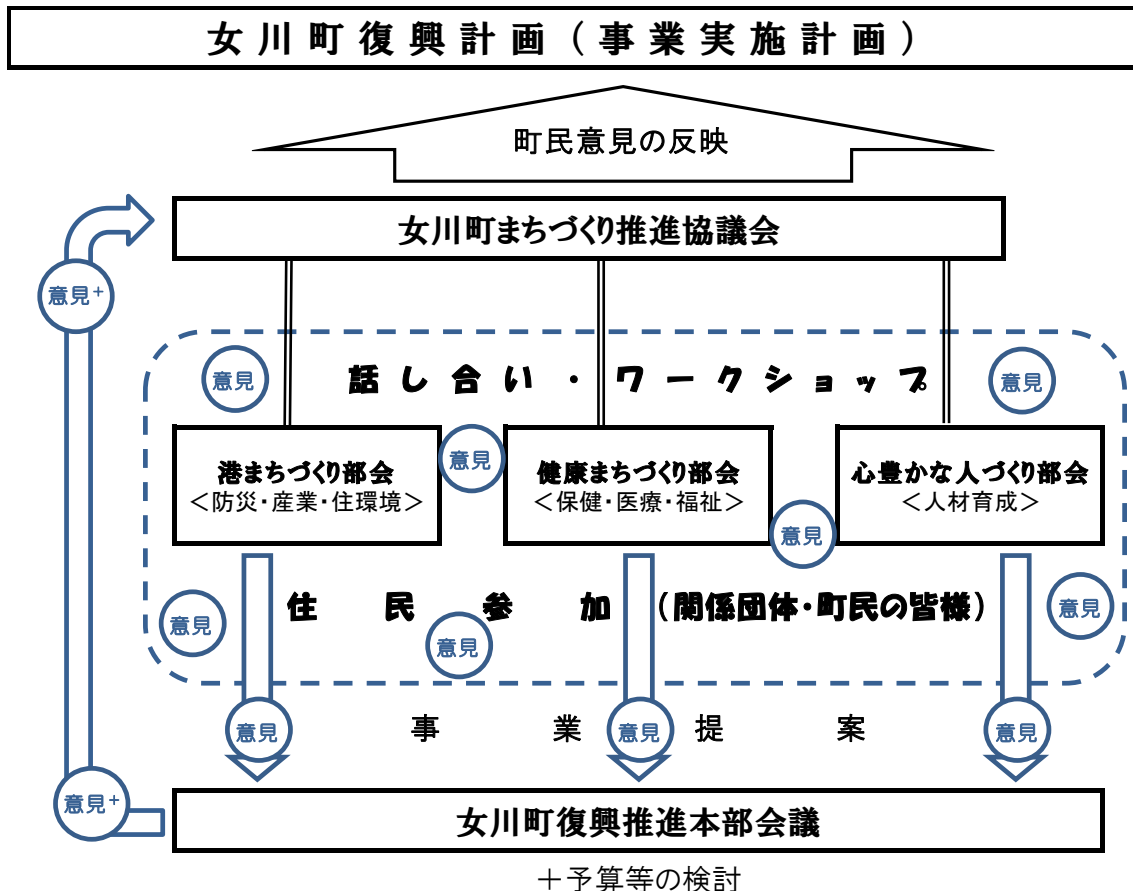 女川町復興計画（事業実施計画）
町民意見の反映
女川町まちづくり推進協議会
意見＋
意見
話し合い・ワークショップ
意見
港まちづくり部会
＜防災・産業・住環境＞
意見
健康まちづくり部会
＜保健・医療・福祉＞
意見
心豊かな人づくり部会
＜人材育成＞
意見
住民参加（関係団体・町民の皆様）
意見
意見
意見
事業提案
意見
意見
意見＋
女川町復興推進本部会議
＋予算等の検討